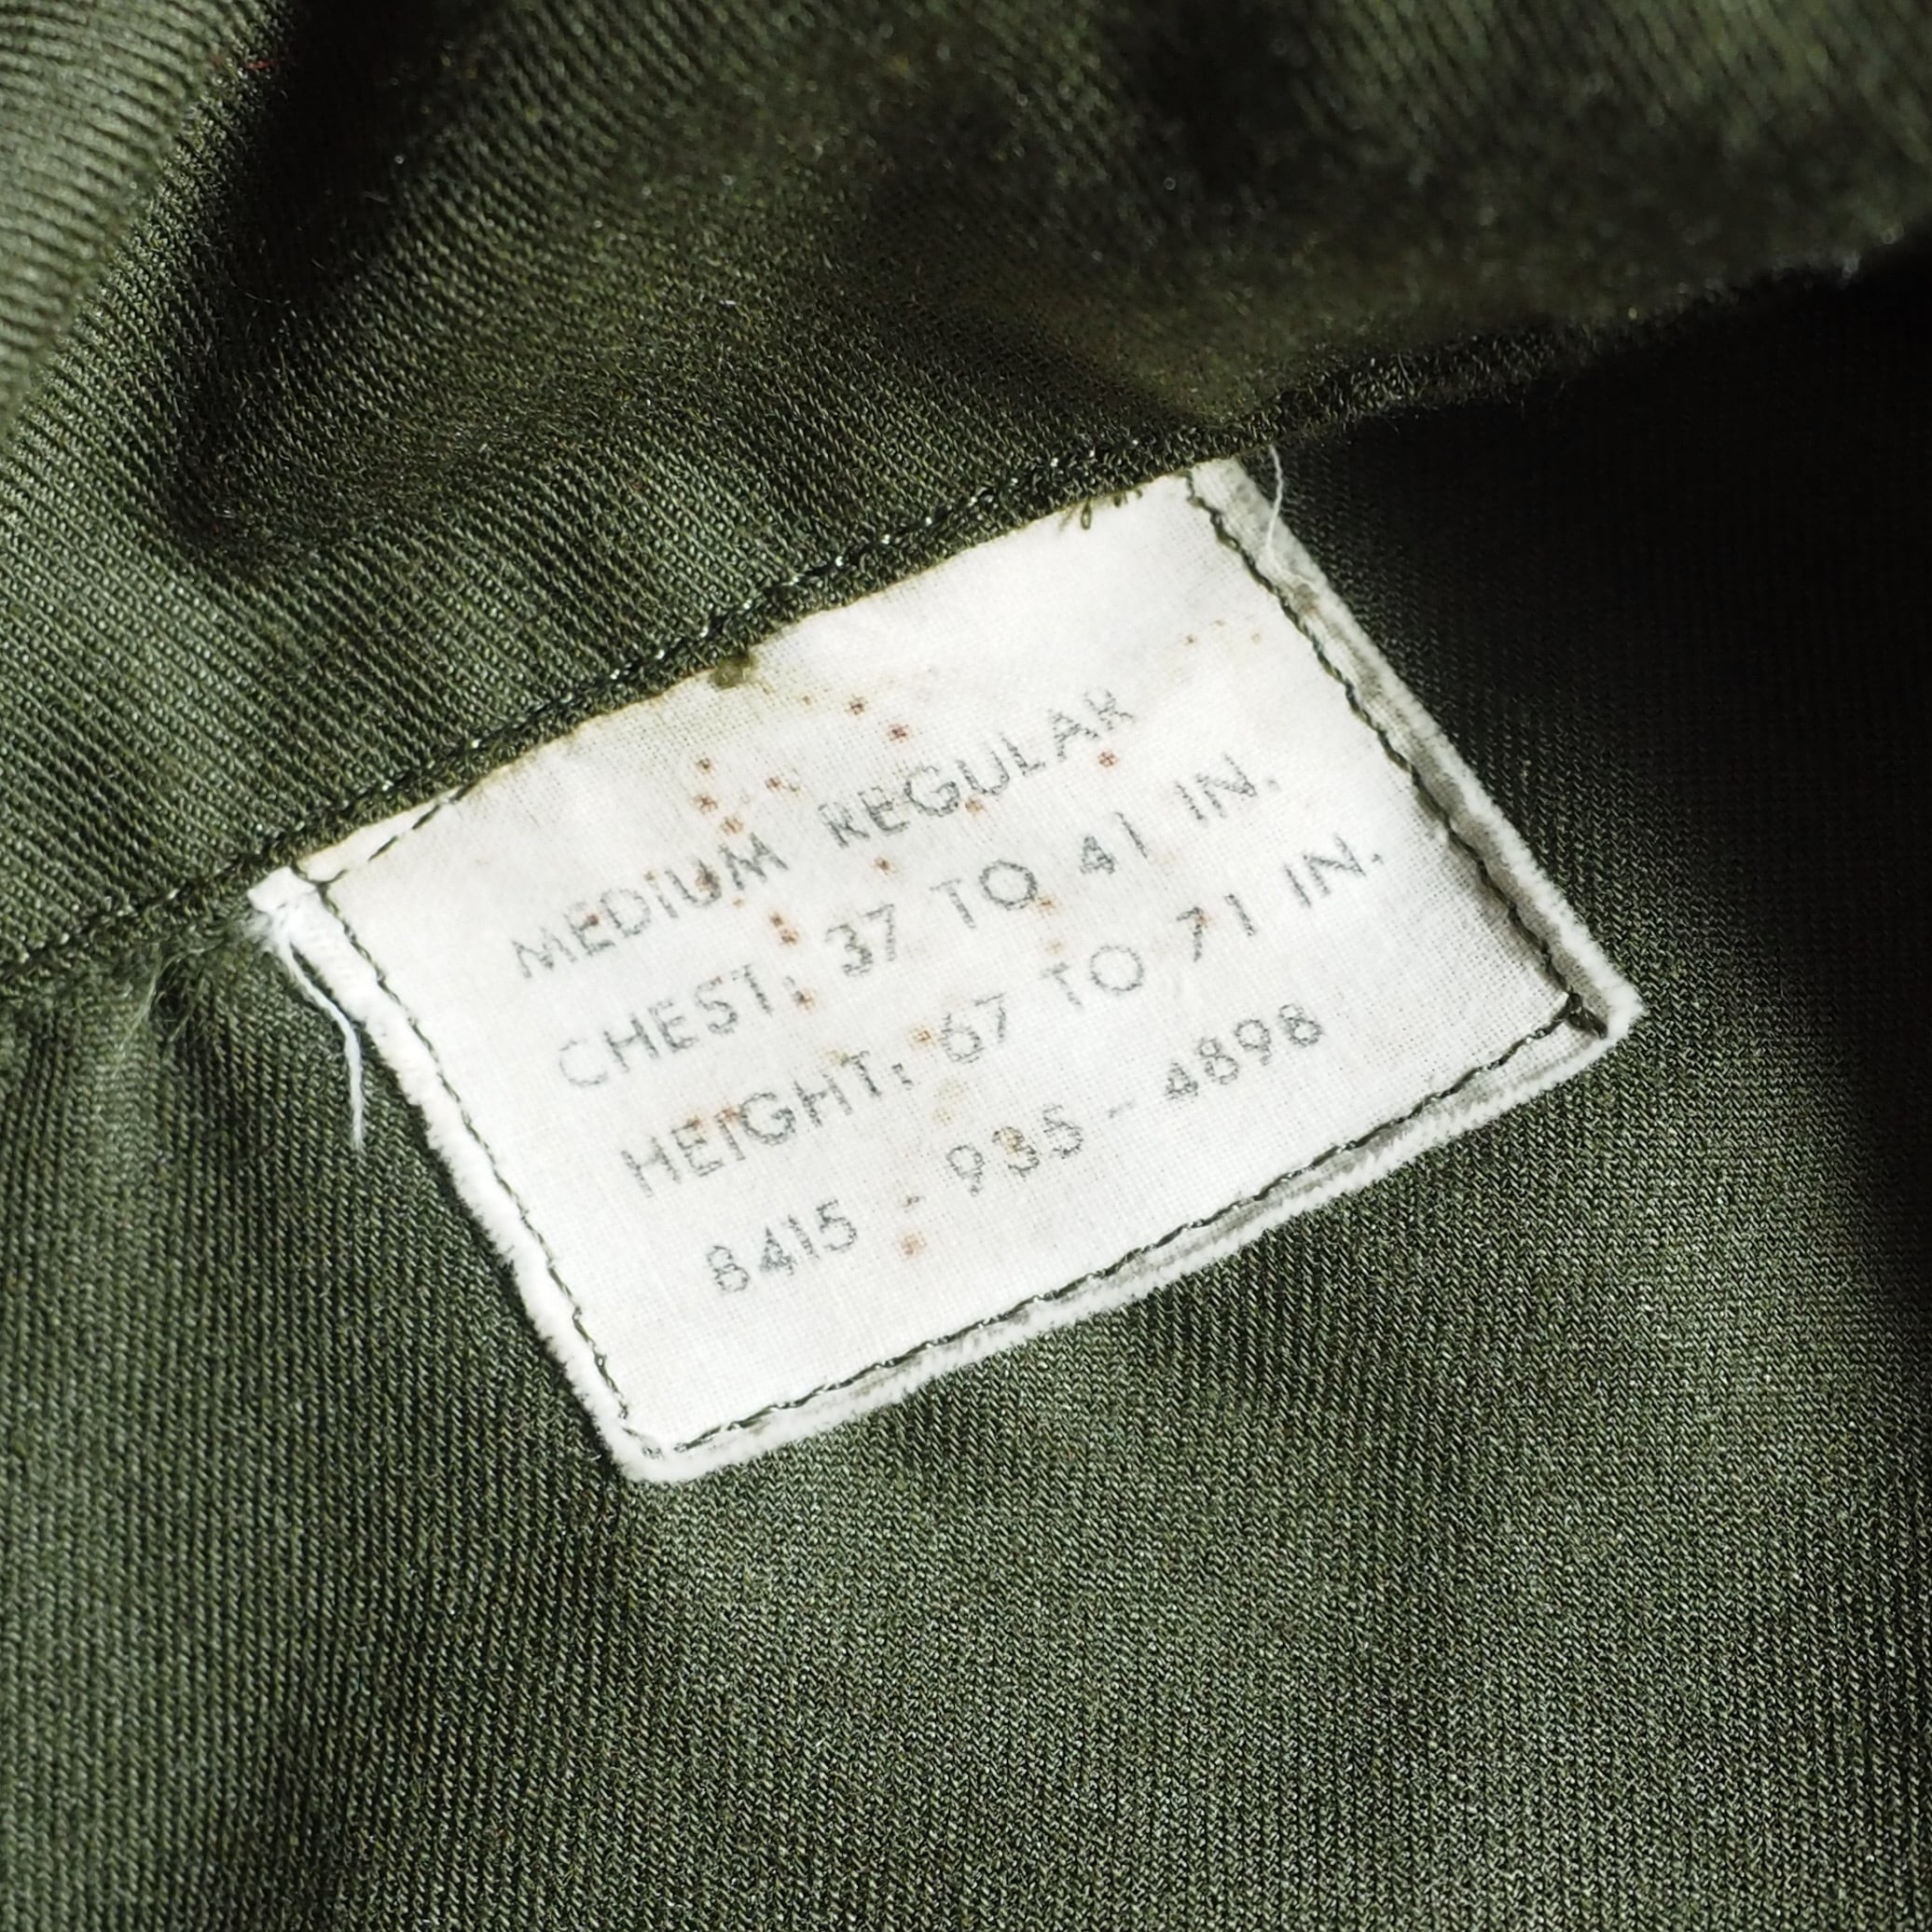 MEDIUM REGULAR
CHEST: 37 TO 41 IN.
HEIGHT: 67 TO 71 IN.
8415 - 935 - 4898